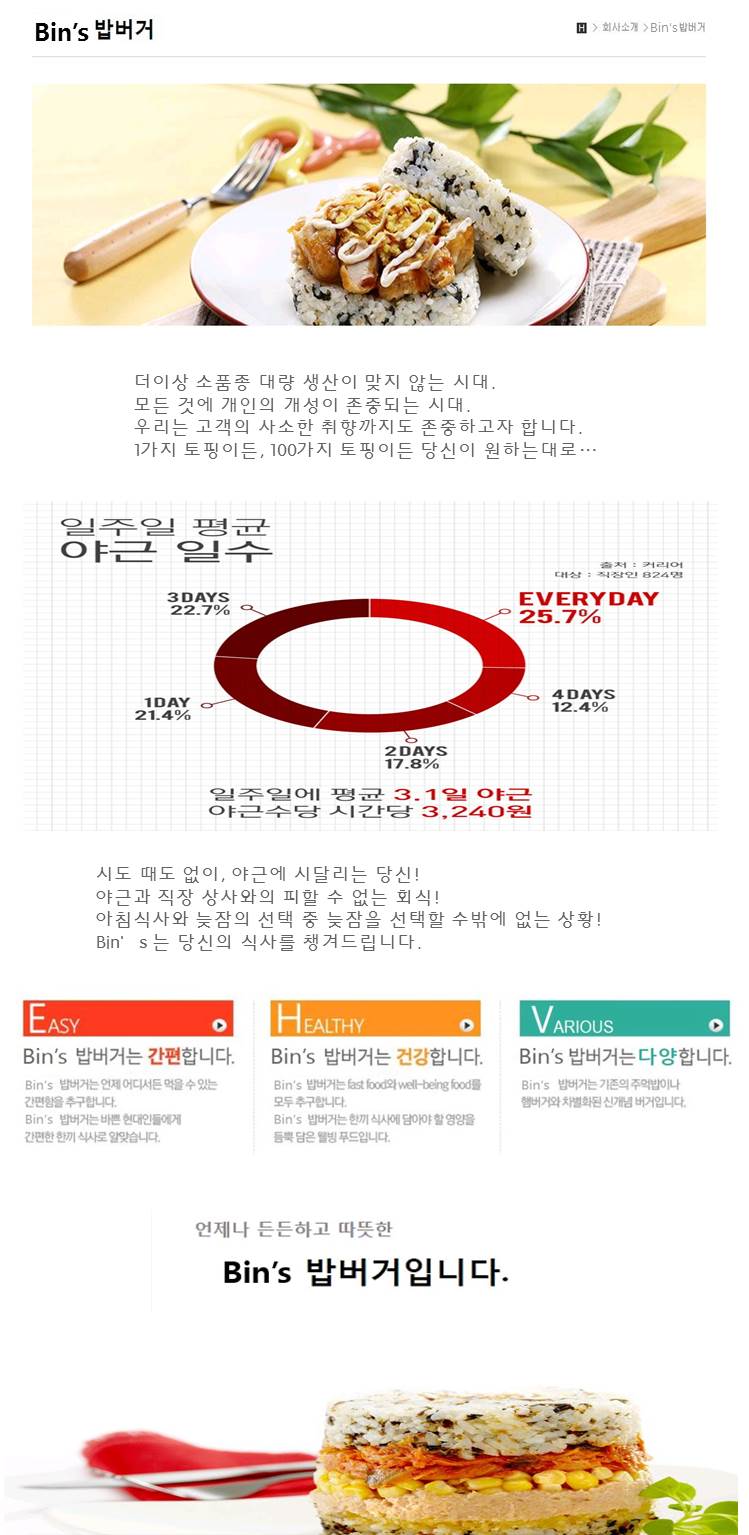 Bin’s 밥버거
H > 회사소개 >Bin's밥버거
더이상 소품종 대량 생산이 맞지 않는 시대.
모든 것에 개인의 개성이 존중되는 시대.
우리는 고객의 사소한 취향까지도 존중하고자 합니다.
1가지 토핑이든, 100가지 토핑이든 당신이 원하는대로…
일주일 평균
야근 일수
출처 : 커리어
대상 : 직장인 824명
3DAYS
22.7%
EVERYDAY
25.7%
1DAY
21.4%
4DAYS
12.4%
2DAYS
17.8%
일주일에 평균 3.1일 야근
야근수당 시간당 3,240원
시도 때도 없이, 야근에 시달리는 당신!
야근과 직장 상사와의 피할 수 없는 회식!
아침식사와 늦잠의 선택 중 늦잠을 선택할 수밖에 없는 상황!
Bin’s는 당신의 식사를 챙겨드립니다.
EASY
Bin’s 밥버거는 간편합니다.
Bin’s 밥버거는 언제 어디서든 먹을 수 있는
간편함을 추구합니다.
Bin’s 밥버거는 바쁜 현대인들에게
간편한 한끼 식사로 알맞습니다.
HEALTHY
Bin’s 밥버거는 건강합니다.
Bin’s 밥버거는 fast food와 well-being food를
모두 추구합니다.
Bin’s 밥버거는 한끼 식사에 담아야 할 영양을
듬뿍 담은 웰빙 푸드입니다.
VARIOUS
Bin’s 밥버거는 다양합니다.
Bin’s 밥버거는 기존의 주먹밥이나
햄버거와 차별화된 신개념 버거입니다.
언제나 든든하고 따뜻한
Bin’s 밥버거입니다.